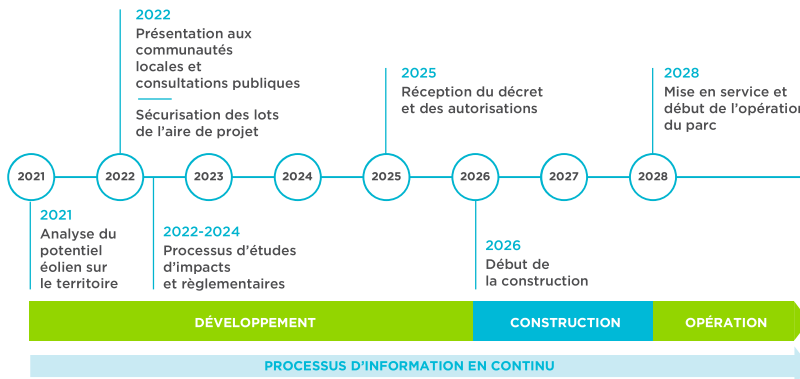 2022
Présentation aux
communautés
locales et
consultations publiques
Sécurisation des lots
de l'aire de projet
2025
Réception du décret
et des autorisations
2028
Mise en service et
début de l'opération
du parc
2021
2022
2023
2024
2025
2026
2027
2028
2021
Analyse du
potentiel
éolien sur
le territoire
2022-2024
Processus d'études
d'impacts
et règlementaires
2026
Début de
la construction
DÉVELOPPEMENT
CONSTRUCTION
OPÉRATION
PROCESSUS D'INFORMATION EN CONTINU